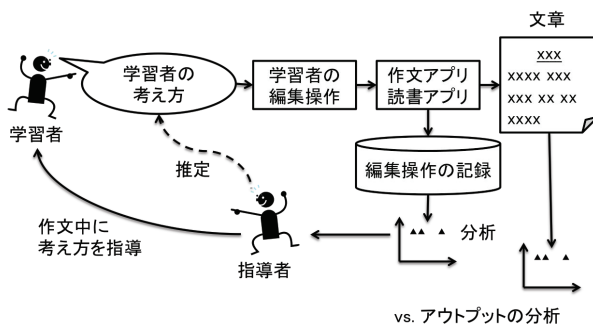 文章
xxx
xxxx xxx
xxx xx xx
xxxx
学習者の
考え方
学習者の
編集操作
作文アプリ
読書アプリ
学習者
推定
編集操作の記録
作文中に
考え方を指導
指導者
分析
vs. アウトプットの分析